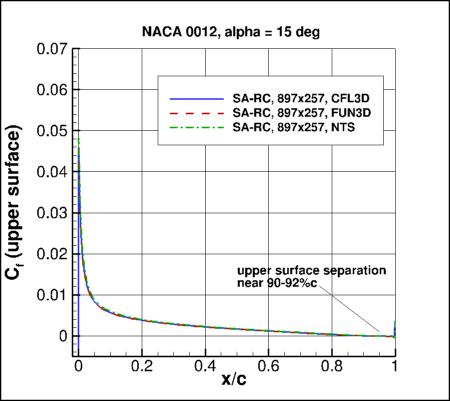 NACA 0012, alpha = 15 deg
0.07
0.06
0.05
0.04
0.03
0.02
0.01
0
Cf (upper surface)
SA-RC, 897x257, CFL3D
SA-RC, 897x257, FUN3D
SA-RC, 897x257, NTS
upper surface separation
near 90-92%c
0 0.2 0.4 0.6 0.8 1
x/c